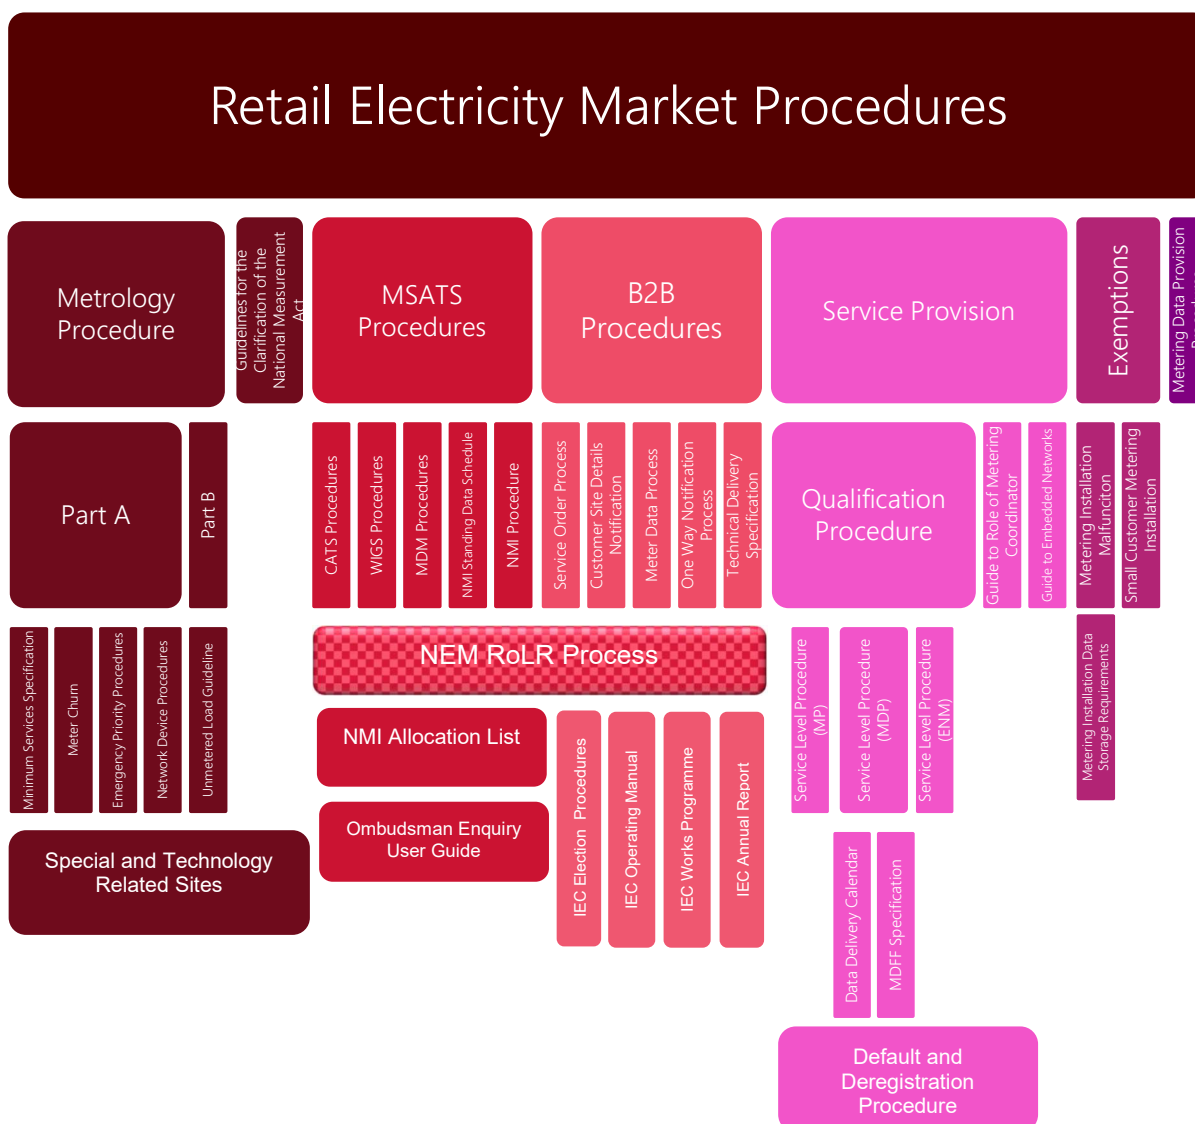 Retail Electricity Market Procedures
Metrology
Procedure
Guidelines for the
Clarification of the
National Measurement
Act
MSATS
Procedures
B2B
Procedures
Service Provision
Exemptions
Metering Data Provision
Part A
Part B
CATS Procedures
WIGS Procedures
MDM Procedures
NMI Standing Data Schedule
NMI Procedure
Service Order Process
Customer Site Details
Notification
Meter Data Process
One Way Notification
Process
Technical Delivery
Specification
Qualification
Procedure
Guide to Role of Metering
Coordinator
Guide to Embedded Networks
Metering Installation
Malfunciton
Small Customer Metering
Installation
Minimum Services Specification
Meter Churn
Emergency Priority Procedures
Network Device Procedures
Unmetered Load Guideline
NEM RoLR Process
Service Level Procedure
(MP)
Service Level Procedure
(MDP)
Service Level Procedure
(ENM)
Metering Installation Data
Storage Requirements
NMI Allocation List
Ombudsman Enquiry
User Guide
IEC Election Procedures
IEC Operating Manual
IEC Works Programme
IEC Annual Report
Special and Technology
Related Sites
Data Delivery Calendar
MDFF Specification
Default and
Deregistration
Procedure